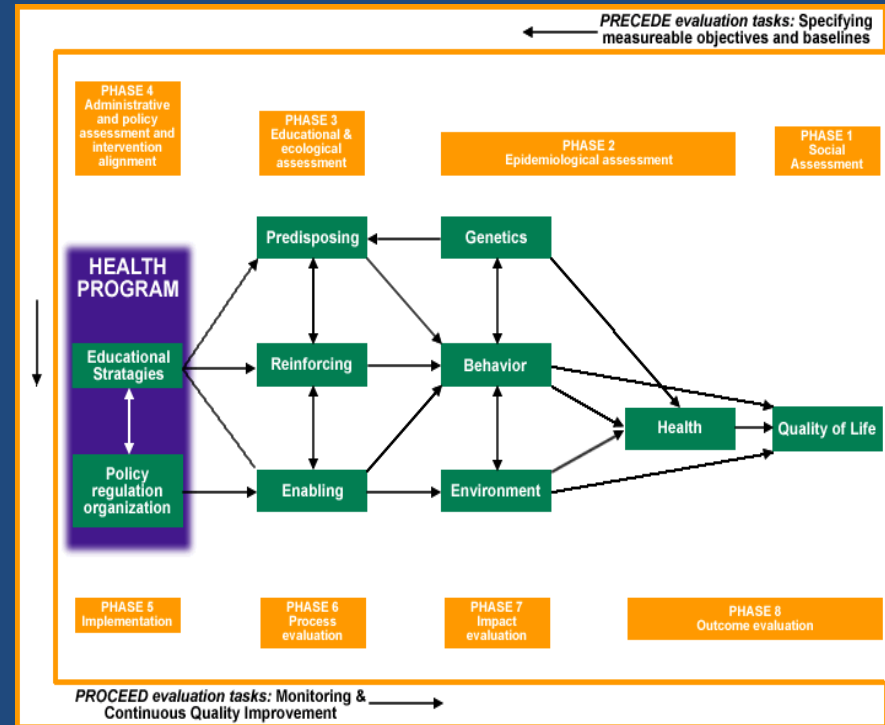 PRECEDE evaluation tasks: Specifying
measureable objectives and baselines
PHASE 4
Administrative
and policy
assessment and
intervention
alignment
PHASE 3
Educational &
ecological
assessment
PHASE 2
Epidemiological assessment
PHASE 1
Social
Assessment
HEALTH
PROGRAM
Predisposing
Genetics
Educational
Stratagies
Reinforcing
Behavior
Health
Quality of Life
Policy
regulation
organization
Enabling
Environment
PHASE 5
Implementation
PHASE 6
Process
evaluation
PHASE 7
Impact
evaluation
PHASE 8
Outcome evaluation
PROCEED evaluation tasks: Monitoring &
Continuous Quality Improvement